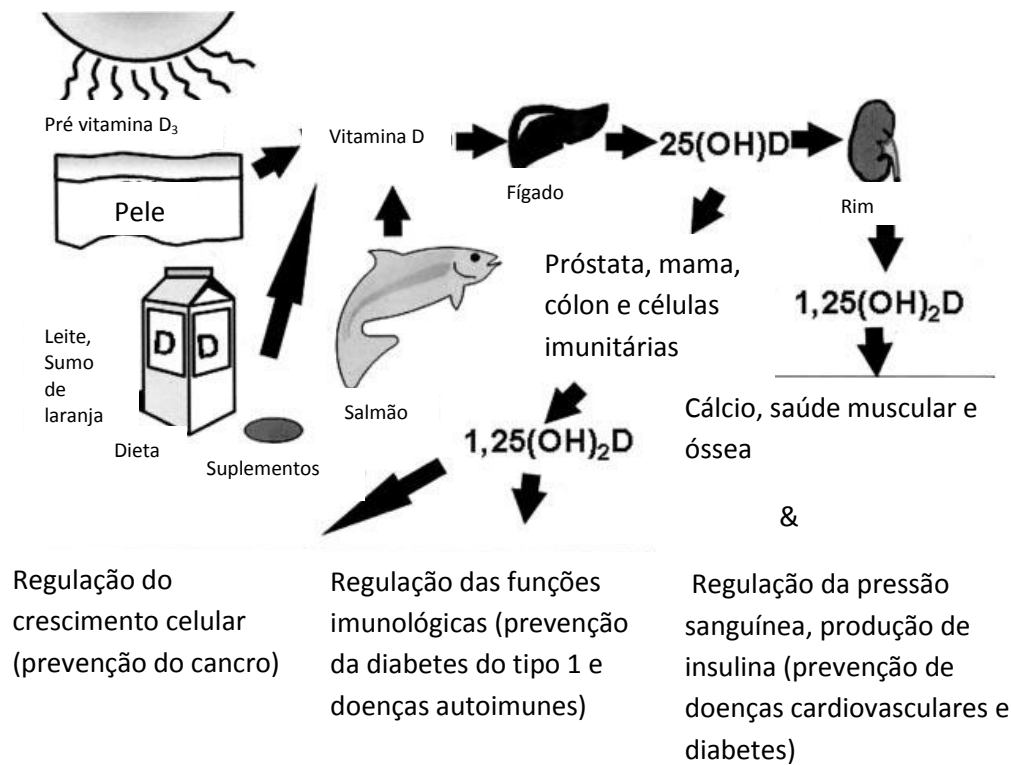 Pré vitamina D₃
Vitamina D
25(OH)D
Fígado
Rim
Pele
Próstata, mama,
cólon e células
imunitárias
1,25(OH)₂D
Leite,
Sumo
de
laranja
D D
Salmão
Dieta
Suplementos
1,25(OH)₂D
Cálcio, saúde muscular e
óssea
&
Regulação do
crescimento celular
(prevenção do cancro)
Regulação das funções
imunológicas (prevenção
da diabetes do tipo 1 e
doenças autoimunes)
Regulação da pressão
sanguínea, produção de
insulina (prevenção de
doenças cardiovasculares e
diabetes)